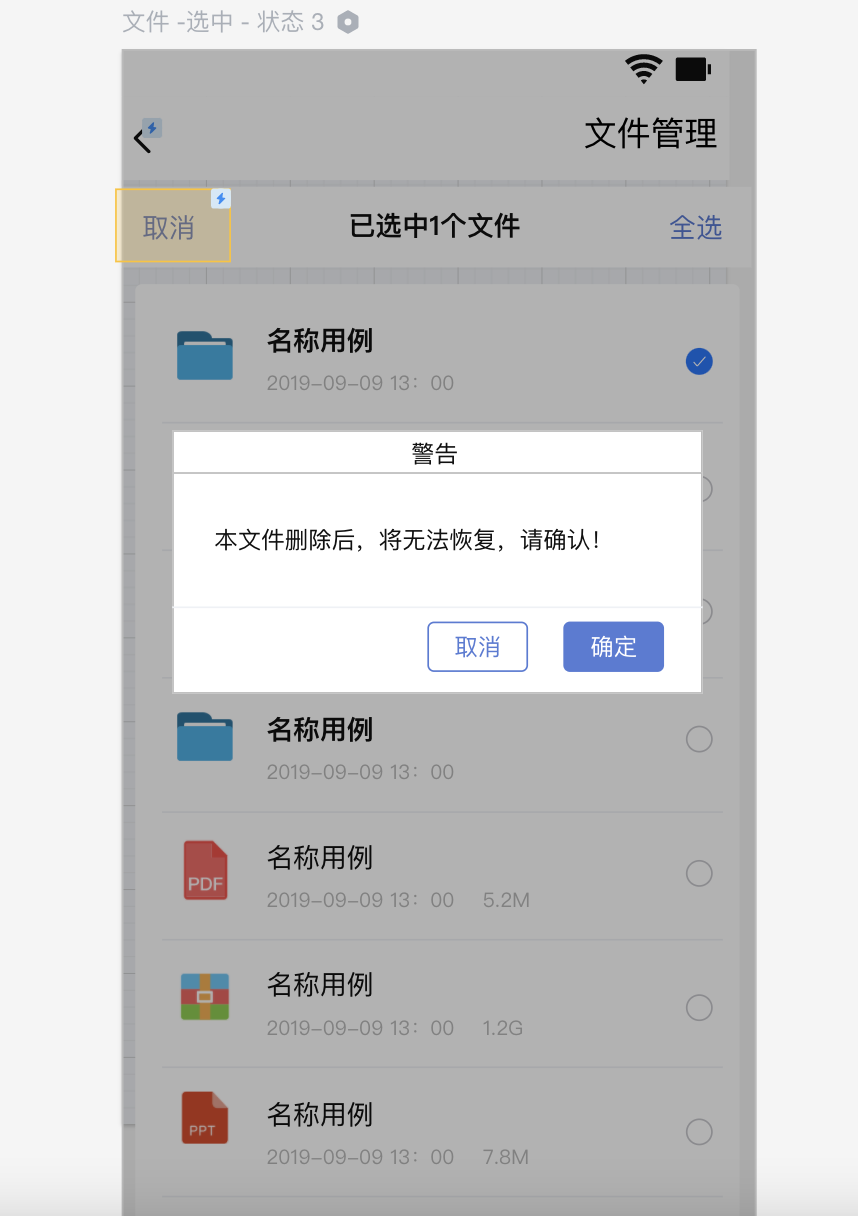 文件 -选中 - 状态 3
文件管理
取消 已选中1个文件 全选
名称用例
2019-09-09 13：00
警告
本文件删除后，将无法恢复，请确认！
取消 确定
名称用例
2019-09-09 13：00
名称用例
PDF
2019-09-09 13：00 5.2M
名称用例
2019-09-09 13：00 1.2G
名称用例
PPT
2019-09-09 13：00 7.8M